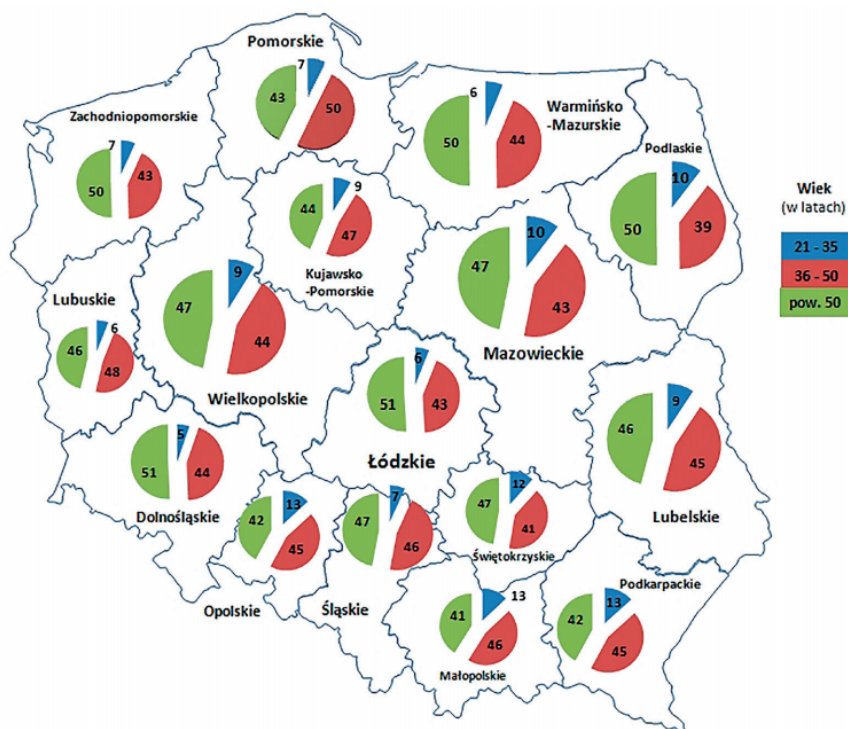 Pomorskie
7
43
50
Zachodniopomorskie
7
43
50
6
Warmińsko
-Mazurskie
50
44
Podlaskie
10
50
39
Wiek
(w latach)
21 - 35
36 - 50
pow. 50
9
44
47
Kujawsko
-Pomorskie
10
47
43
Mazowieckie
Lubuskie
6
46
48
9
47
44
Wielkopolskie
6
51
43
Łódzkie
9
46
45
Lubelskie
5
51
44
Dolnośląskie
13
42
45
Opolskie
7
47
46
Śląskie
12
47
41
Świętokrzyskie
13
41
46
Małopolskie
Podkarpackie
13
42
45